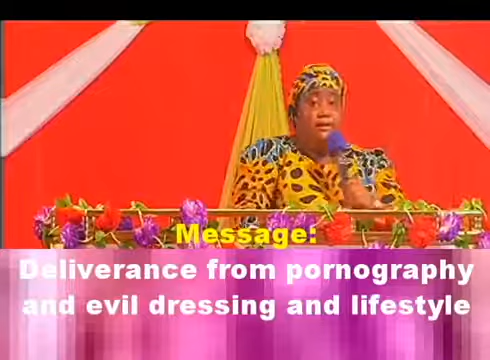 Message:
Deliverance from pornography
and evil dressing and lifestyle